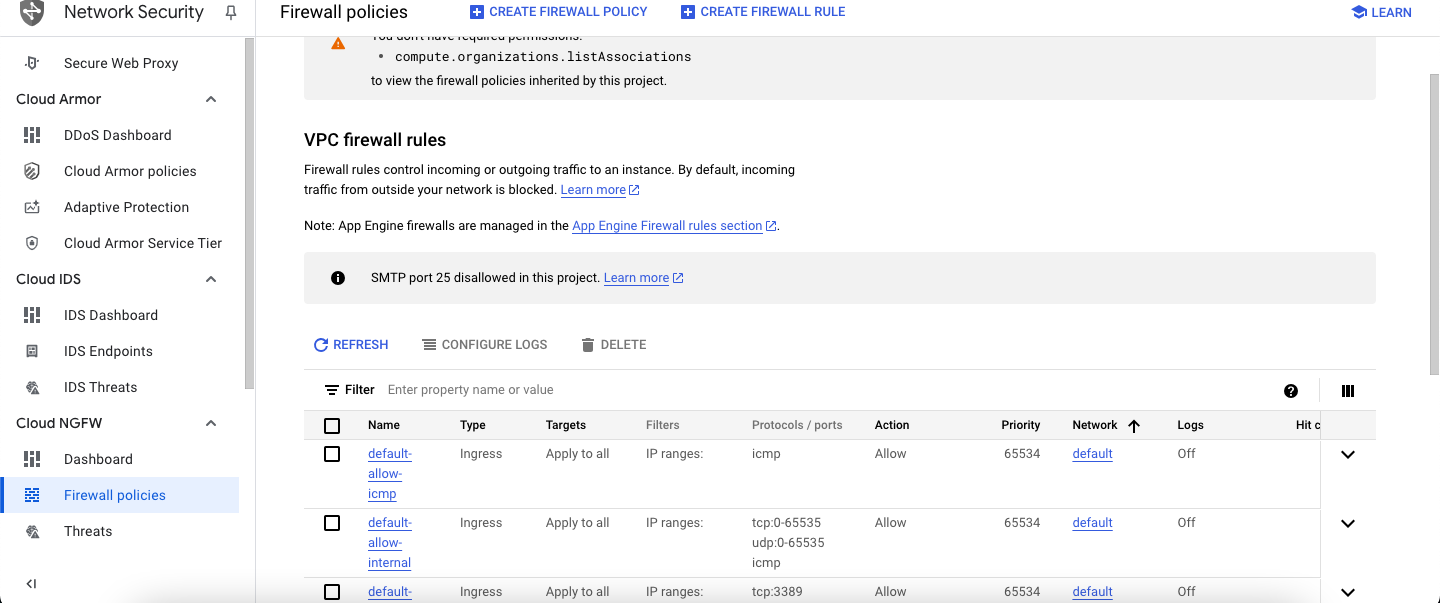 Network Security
Firewall policies
CREATE FIREWALL POLICY
CREATE FIREWALL RULE
LEARN
Secure Web Proxy
Cloud Armor
DDoS Dashboard
Cloud Armor policies
Adaptive Protection
Cloud Armor Service Tier
Cloud IDS
IDS Dashboard
IDS Endpoints
IDS Threats
Cloud NGFW
Dashboard
Firewall policies
Threats
You don't have required permissions:
• compute.organizations.listAssociations
to view the firewall policies inherited by this project.
VPC firewall rules
Firewall rules control incoming or outgoing traffic to an instance. By default, incoming
traffic from outside your network is blocked. Learn more
Note: App Engine firewalls are managed in the App Engine Firewall rules section.
SMTP port 25 disallowed in this project. Learn more
REFRESH CONFIGURE LOGS DELETE
Filter Enter property name or value
Name Type Targets Filters Protocols / ports Action Priority Network Logs Hit c
default- Ingress Apply to all IP ranges: icmp Allow 65534 default Off
allow-
icmp
default- Ingress Apply to all IP ranges: tcp:0-65535 Allow 65534 default Off
allow- udp:0-65535
internal icmp
default- Ingress Apply to all IP ranges: tcp:3389 Allow 65534 default Off